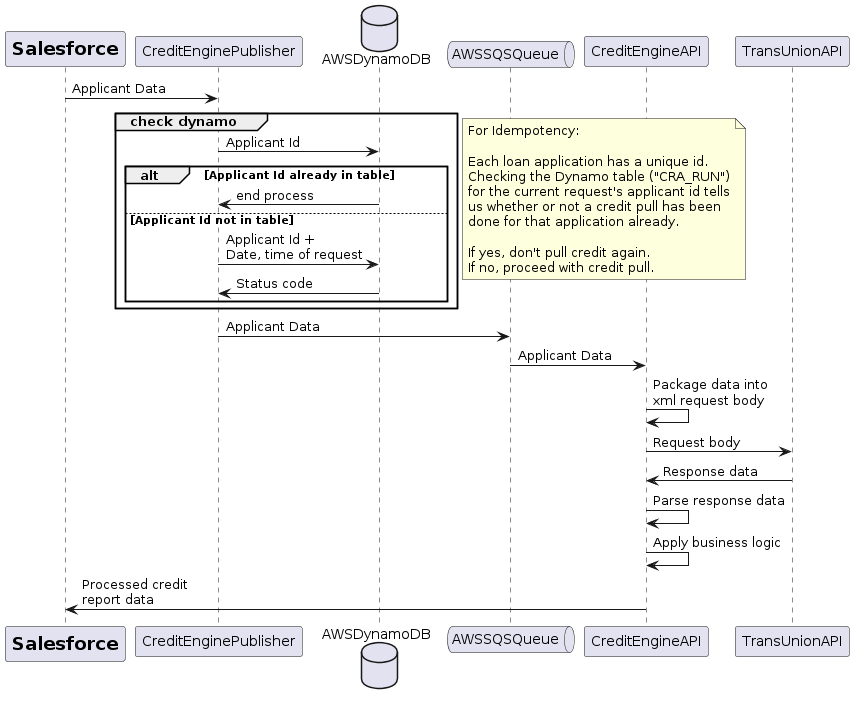 Salesforce
CreditEnginePublisher
AWSDynamoDB
AWSSQSQueue
CreditEngineAPI
TransUnionAPI
Applicant Data
check dynamo
Applicant Id
alt
[Applicant Id already in table]
end process
[Applicant Id not in table]
Applicant Id +
Date, time of request
Status code
For Idempotency:
Each loan application has a unique id.
Checking the Dynamo table ("CRA_RUN")
for the current request's applicant id tells
us whether or not a credit pull has been
done for that application already.
If yes, don't pull credit again.
If no, proceed with credit pull.
Applicant Data
Applicant Data
Package data into
xml request body
Request body
Response data
Parse response data
Apply business logic
Processed credit
report data
Salesforce
CreditEnginePublisher
AWSDynamoDB
AWSSQSQueue
CreditEngineAPI
TransUnionAPI